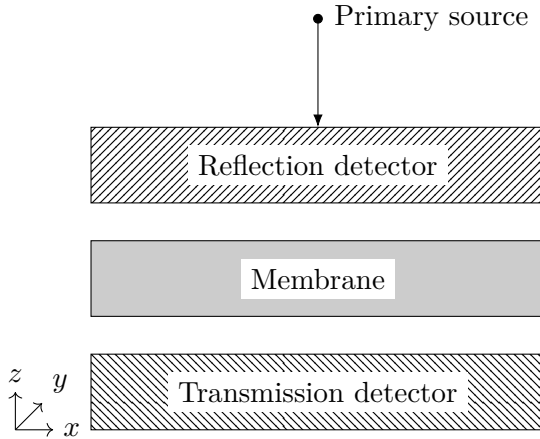 Primary source
Reflection detector
Membrane
Transmission detector
z
y
x